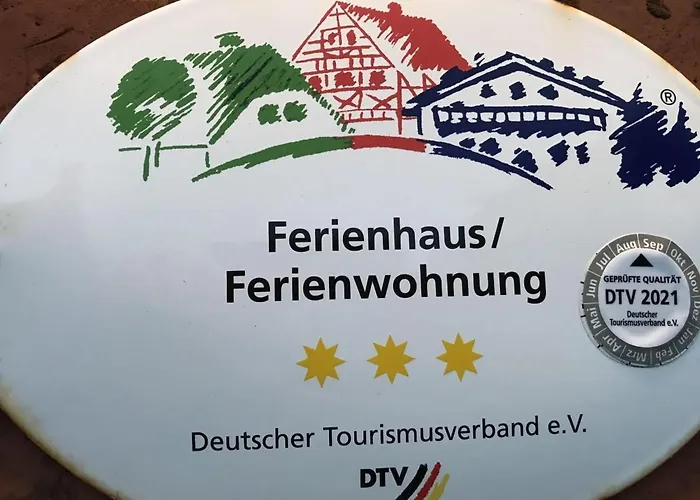 ®
Ferienhaus/
Ferienwohnung
Jan Feb Mrz Apr Mai Jun Jul Aug Sep Okt Nov Dez
GEPRÜFTE QUALITÄT
DTV 2021
Deutscher
Tourismusverband e.V.
Deutscher Tourismusverband e.V.
DTV